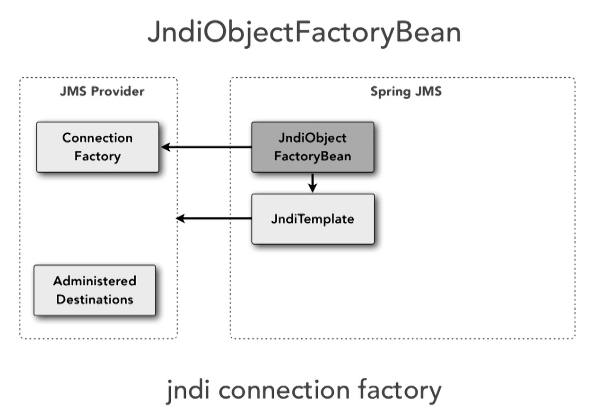 JndiObjectFactoryBean
JMS Provider
Spring JMS
Connection
Factory
JndiObject
FactoryBean
JndiTemplate
Administered
Destinations
jndi connection factory